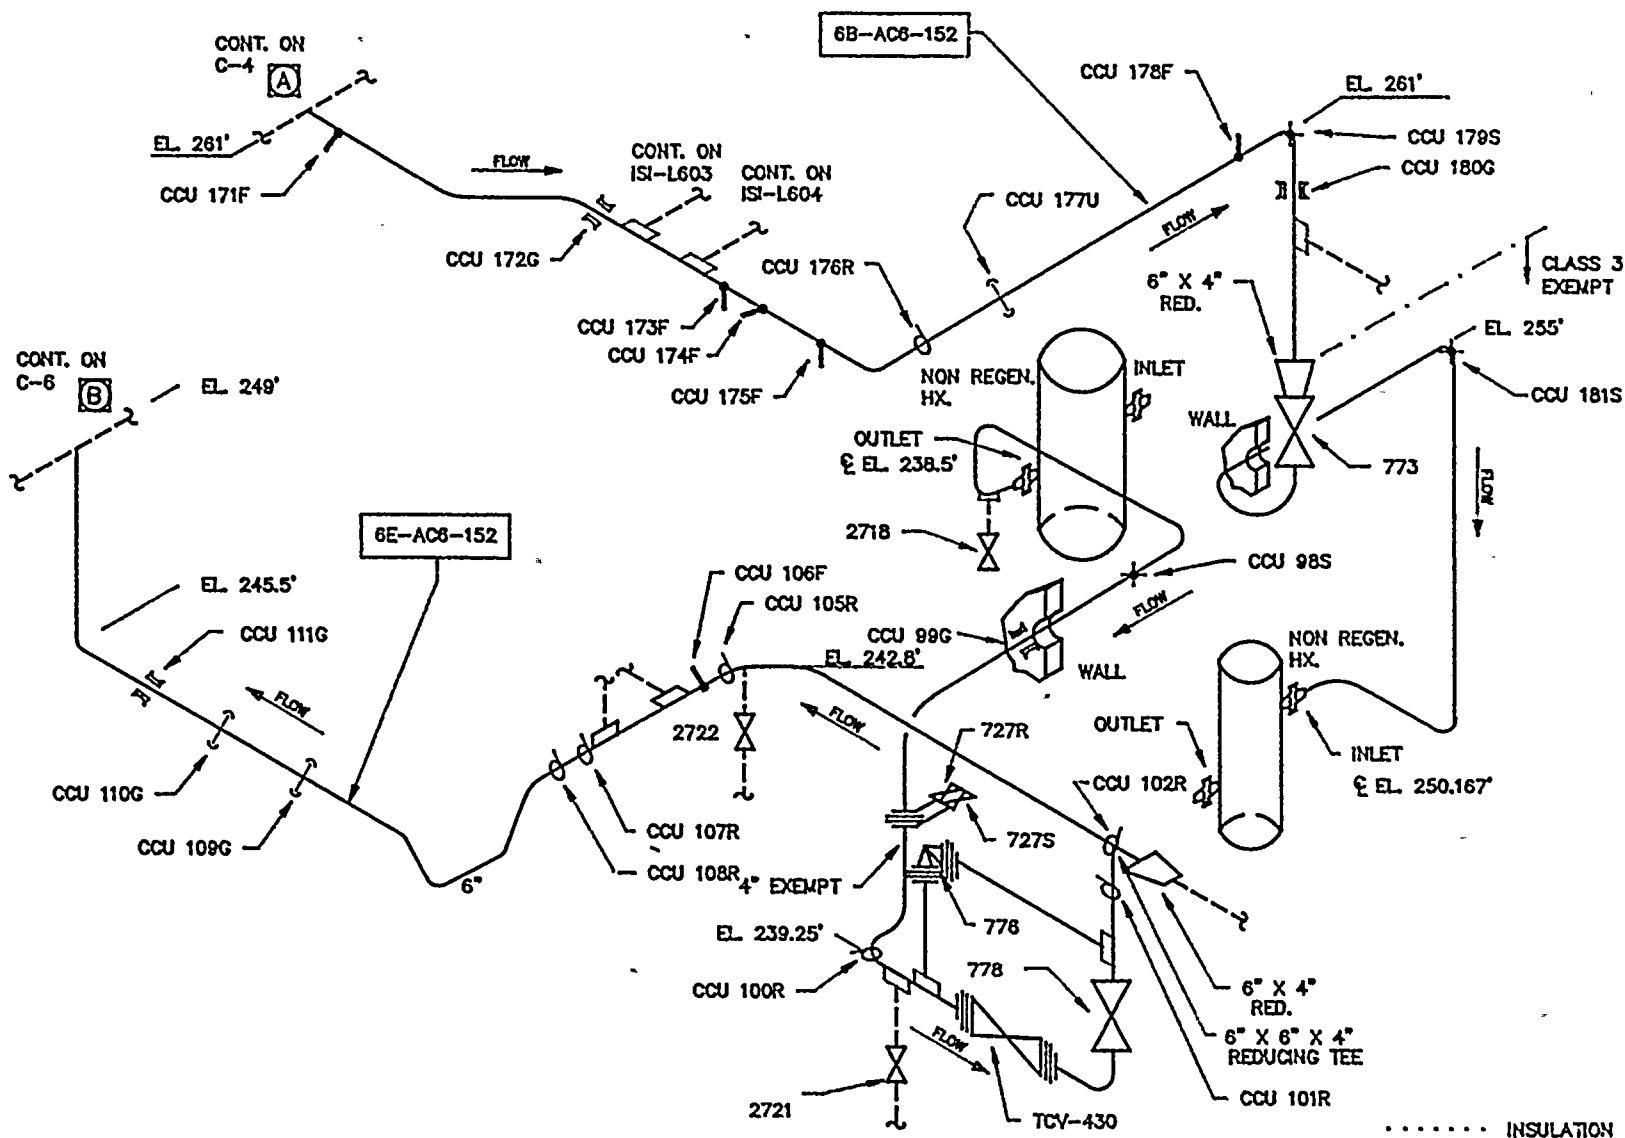 CONT. ON
C-4
A
EL. 261'
CCU 171F
FLOW
CONT. ON
ISI-L603
CONT. ON
ISI-L604
CCU 172G
CCU 173F
CCU 174F
CCU 175F
CCU 176R
CCU 177U
6B-AC6-152
CCU 178F
FLOW
EL. 261'
CCU 179S
CCU 180G
6" X 4"
RED.
CLASS 3
EXEMPT
EL. 255'
CCU 181S
WALL
773
FLOW
NON REGEN.
HX.
INLET
OUTLET
℄ EL. 238.5'
2718
CCU 98S
FLOW
CCU 99G
WALL
NON REGEN.
HX.
OUTLET
INLET
℄ EL. 250.167'
CONT. ON
C-6
B
EL. 249'
6E-AC6-152
EL. 245.5'
CCU 111G
FLOW
CCU 110G
CCU 109G
6"
CCU 106F
CCU 105R
EL. 242.8'
2722
FLOW
CCU 107R
CCU 108R
4" EXEMPT
727R
727S
CCU 102R
776
EL. 239.25'
CCU 100R
778
FLOW
2721
TCV-430
6" X 4"
RED.
6" X 6" X 4"
REDUCING TEE
CCU 101R
INSULATION